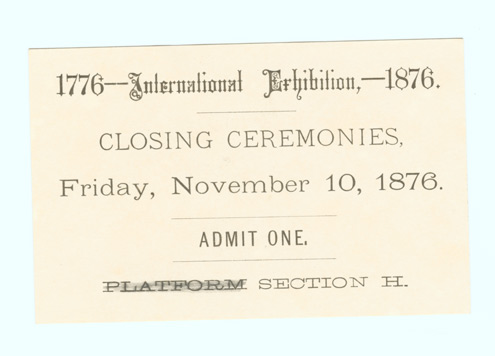 1776—International Exhibition,—1876.
CLOSING CEREMONIES,
Friday, November 10, 1876.
ADMIT ONE.
PLATFORM SECTION H.